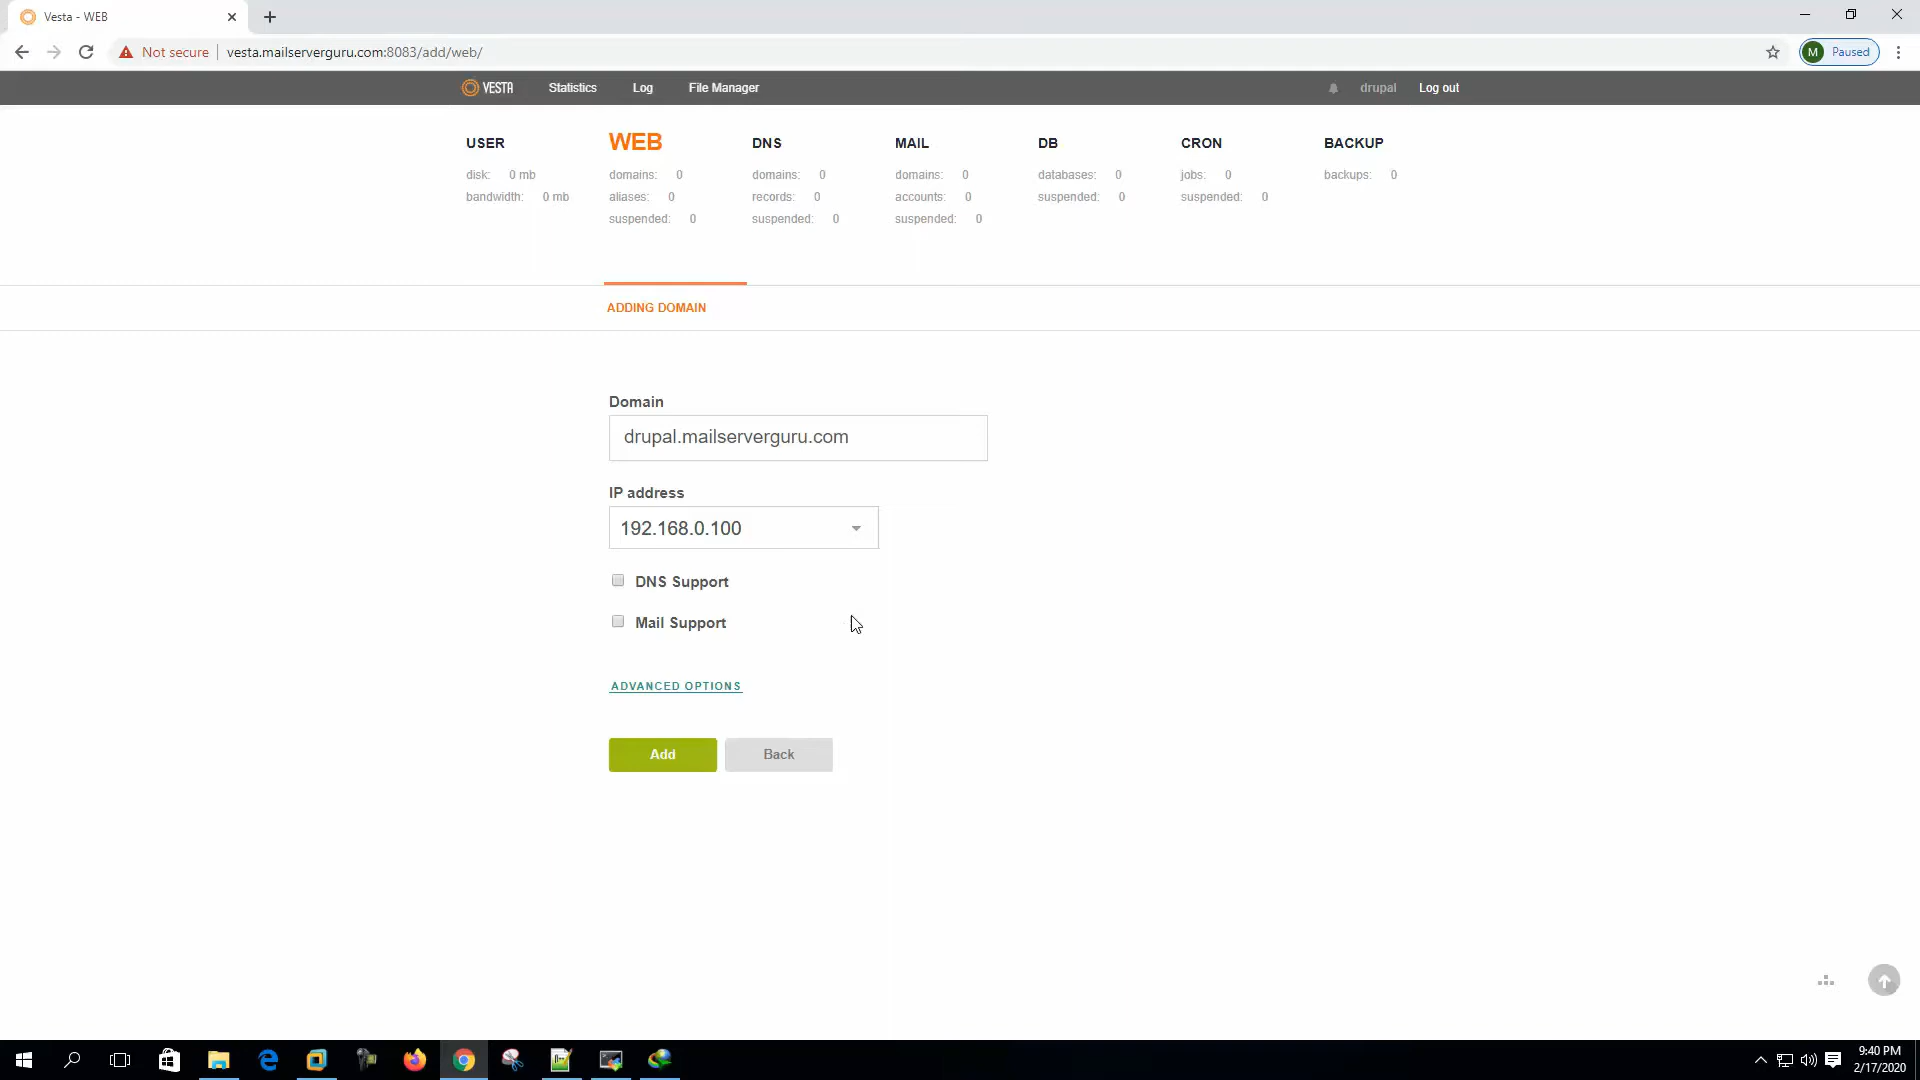 Vesta - WEB
Not secure
vesta.mailserverguru.com:8083/add/web/
M Paused
VESTA Statistics Log File Manager drupal Log out
USER WEB DNS MAIL DB CRON BACKUP
disk: 0 mb domains: 0 domains: 0 domains: 0 databases: 0 jobs: 0 backups: 0
bandwidth: 0 mb aliases: 0 records: 0 accounts: 0 suspended: 0 suspended: 0
suspended: 0 suspended: 0 suspended: 0
ADDING DOMAIN
Domain
drupal.mailserverguru.com
IP address
192.168.0.100
DNS Support
Mail Support
ADVANCED OPTIONS
Add Back
9:40 PM
2/17/2020